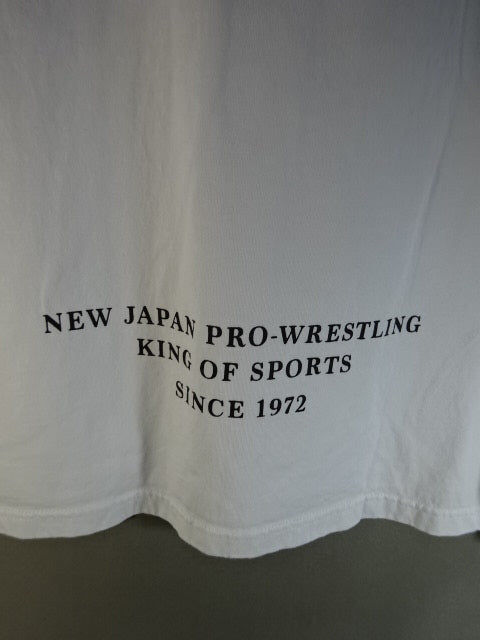 NEW JAPAN PRO-WRESTLING
KING OF SPORTS
SINCE 1972